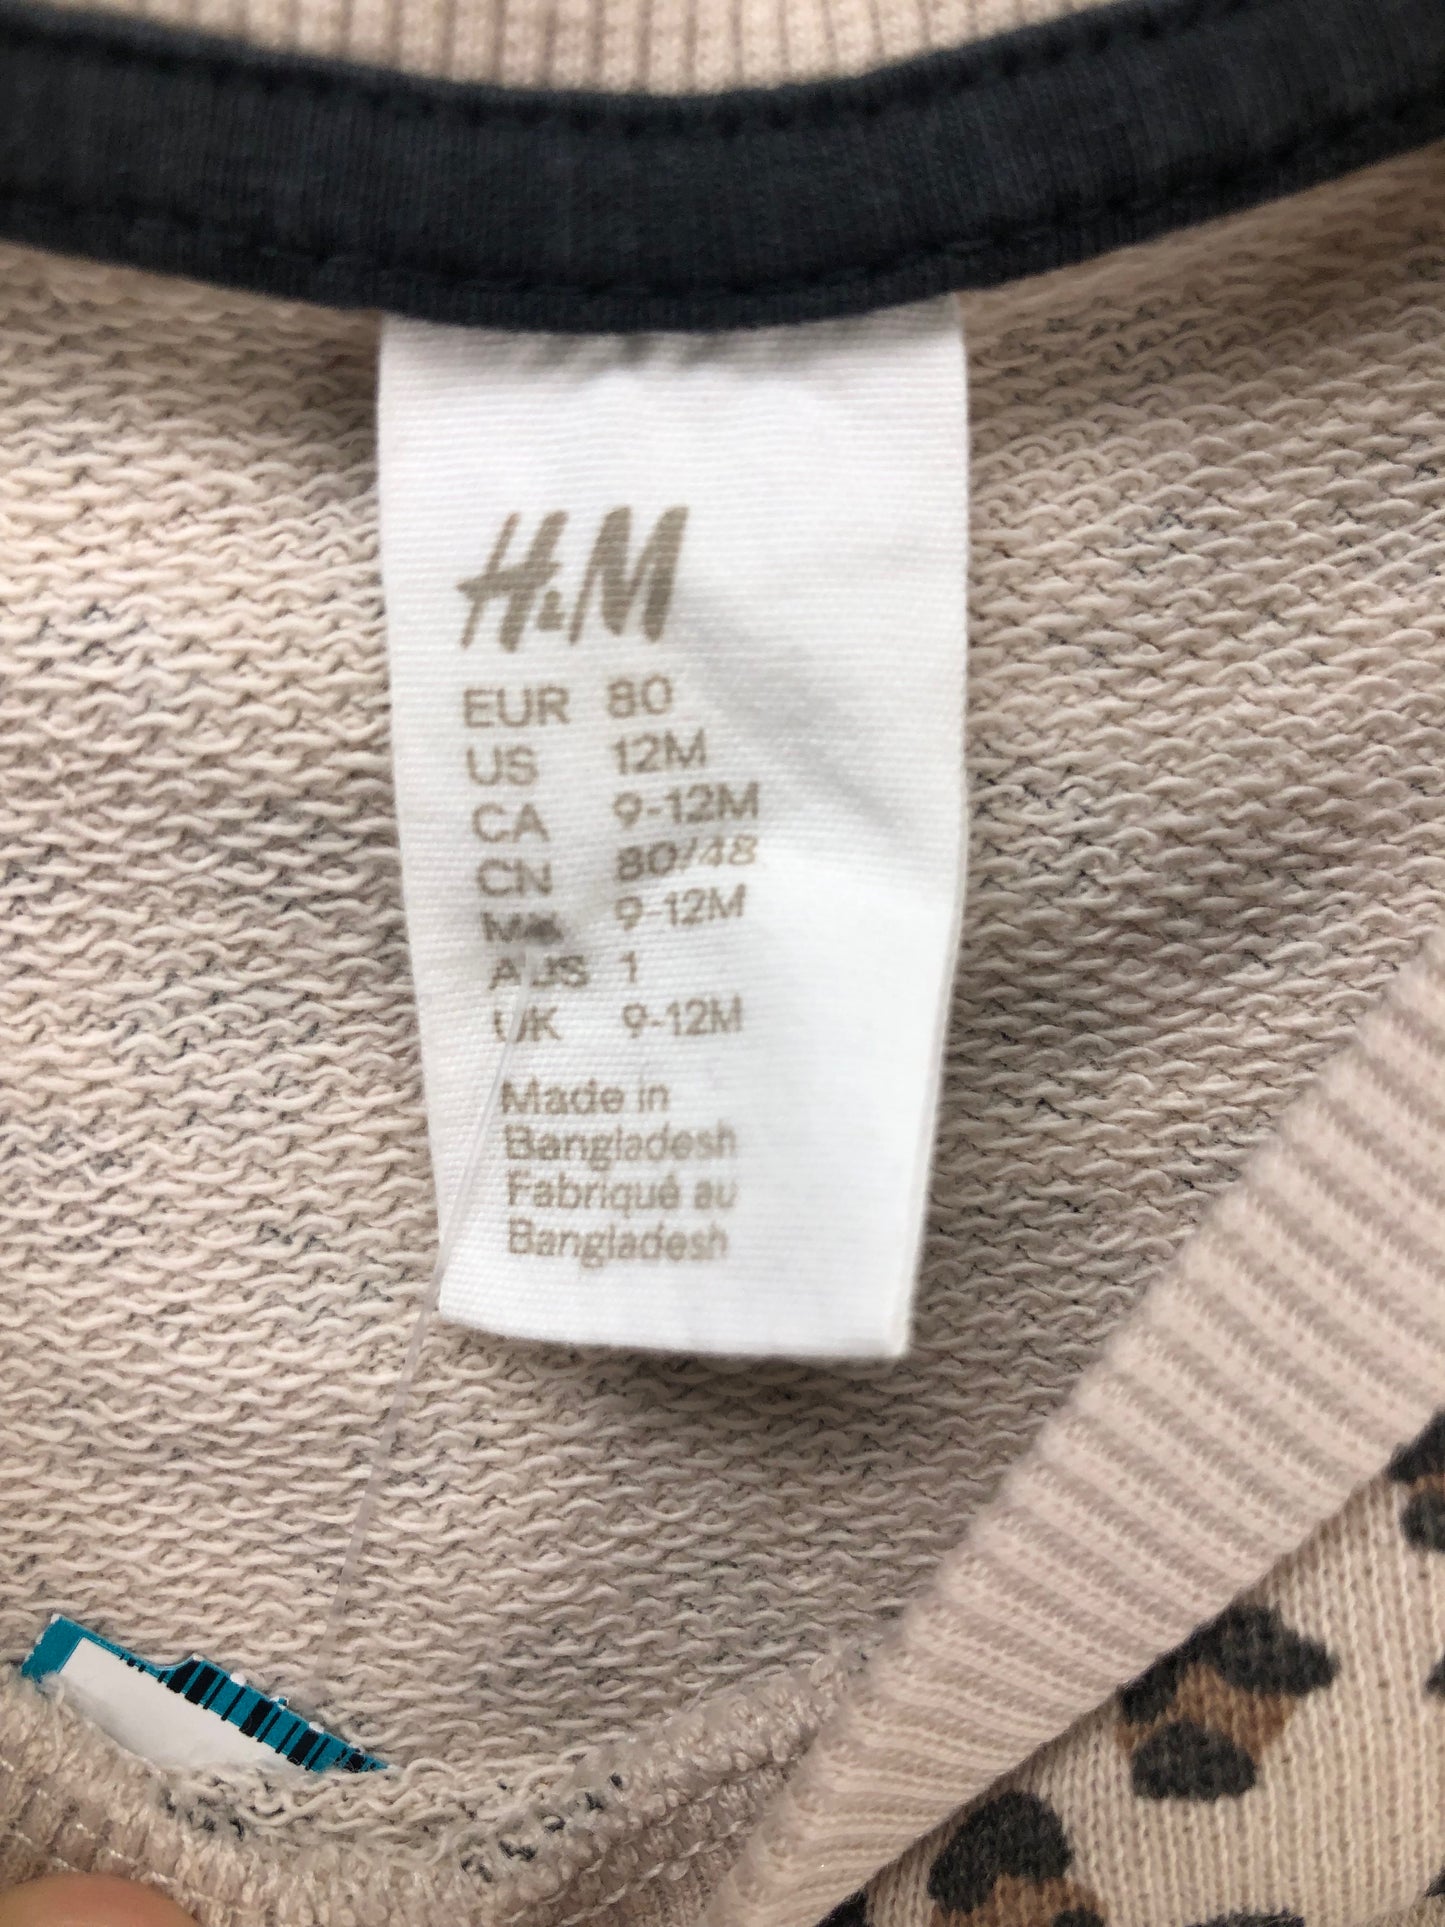 H&M
EUR 80
US 12M
CA 9-12M
CN 80/48
MX 9-12M
AUS 1
UK 9-12M
Made in
Bangladesh
Fabriqué au
Bangladesh